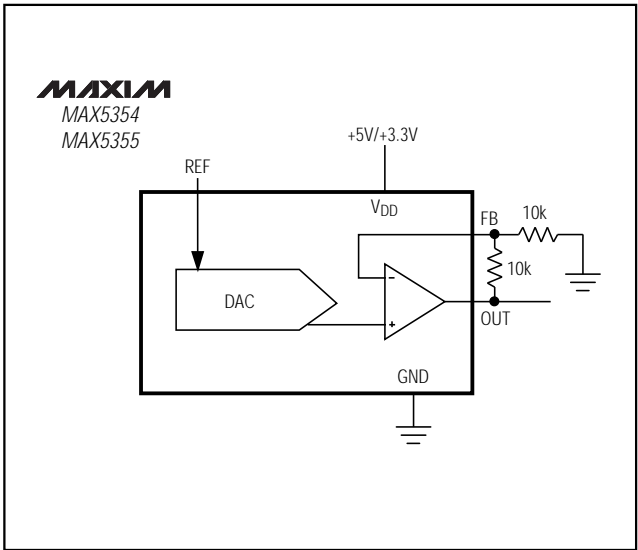 MAXIM
MAX5354
MAX5355
+5V/+3.3V
REF
VDD
FB
10k
10k
DAC
-
+
OUT
GND